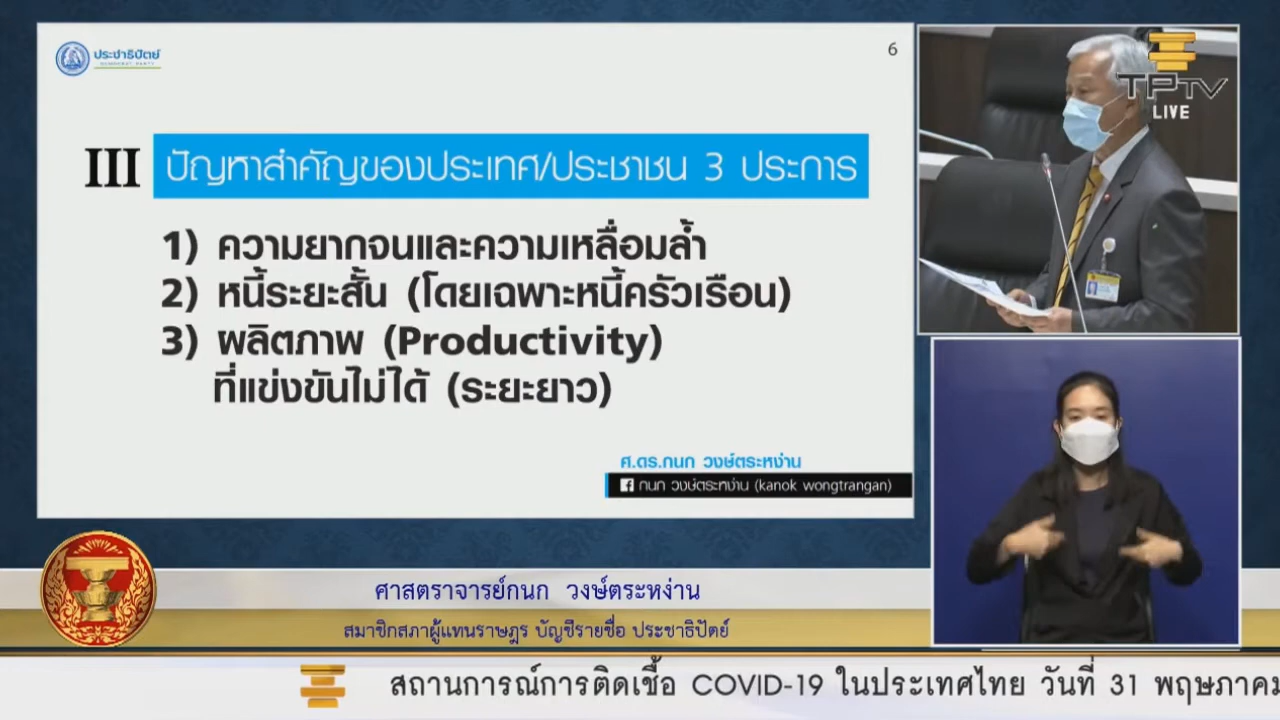 ประชาธิปัตย์
DEMOCRAT PARTY
6
III ปัญหาสำคัญของประเทศ/ประชาชน 3 ประการ
1) ความยากจนและความเหลื่อมล้ำ
2) หนี้ระยะสั้น (โดยเฉพาะหนี้ครัวเรือน)
3) ผลิตภาพ (Productivity)
ที่แข่งขันไม่ได้ (ระยะยาว)
ศ.ดร.กนก วงษ์ตระหง่าน
กนก วงษ์ตระหง่าน (kanok wongtrangan)
TPTV
LIVE
ศาสตราจารย์กนก วงษ์ตระหง่าน
สมาชิกสภาผู้แทนราษฎร บัญชีรายชื่อ ประชาธิปัตย์
สถานการณ์การติดเชื้อ COVID-19 ในประเทศไทย วันที่ 31 พฤษภาคม